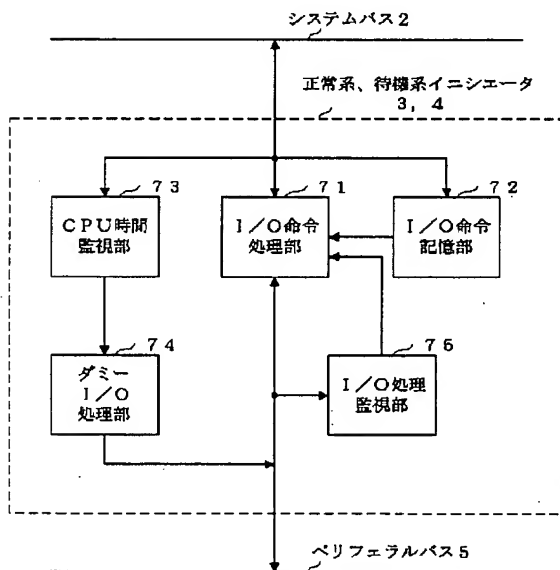 システムバス2
正常系、待機系イニシエータ
3, 4
73
CPU時間
監視部
71
I/O命令
処理部
72
I/O命令
記憶部
74
ダミー
I/O
処理部
75
I/O処理
監視部
ペリフェラルバス5